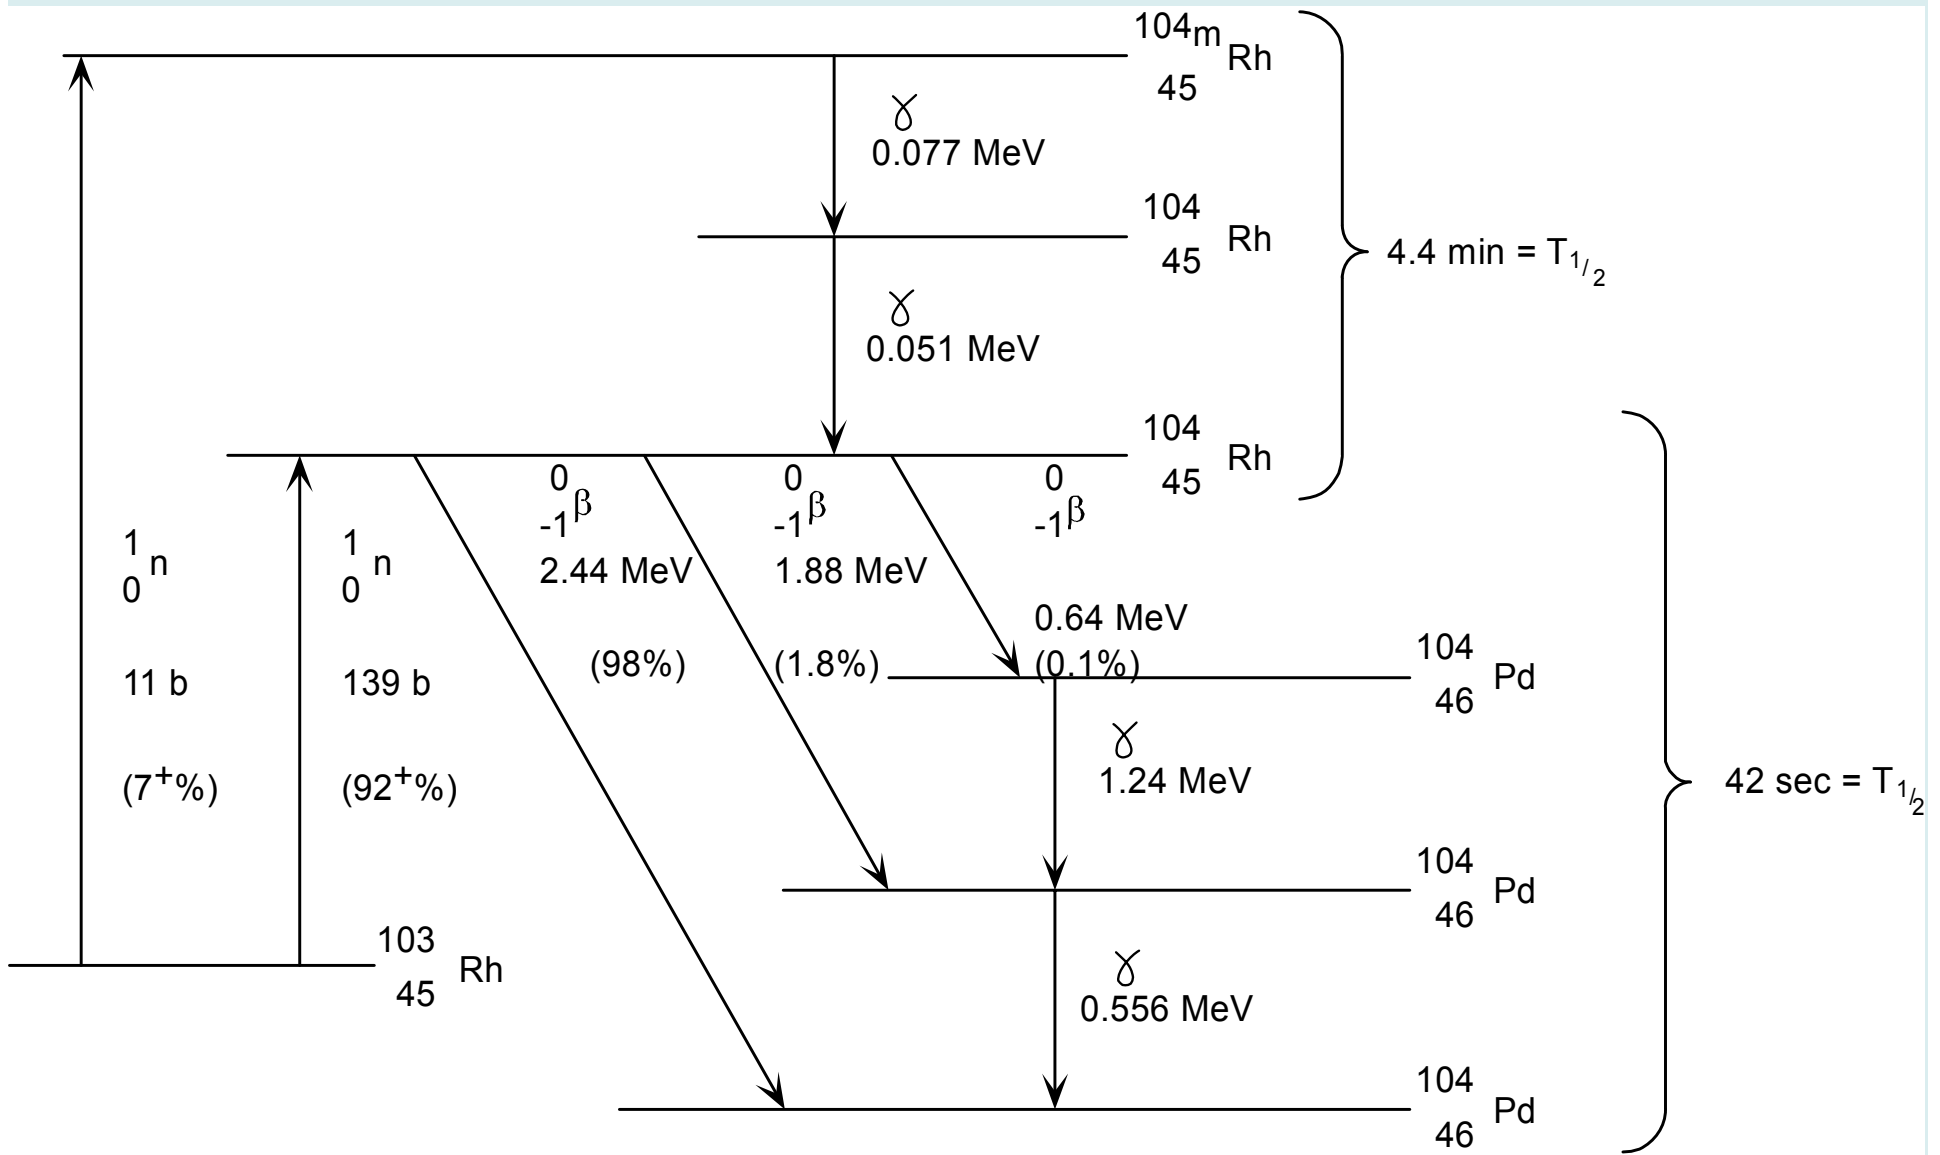 104m
Rh
45
ɣ
0.077 MeV
104
Rh
45
4.4 min = T1/2
ɣ
0.051 MeV
104
Rh
45
0
-1β
2.44 MeV
(98%)
0
-1β
1.88 MeV
(1.8%)
0
-1β
0.64 MeV
(0.1%)
1
n
0
11 b
(7+%)
1
n
0
139 b
(92+%)
104
Pd
46
ɣ
1.24 MeV
42 sec = T1/2
104
Pd
46
103
Rh
45
ɣ
0.556 MeV
104
Pd
46